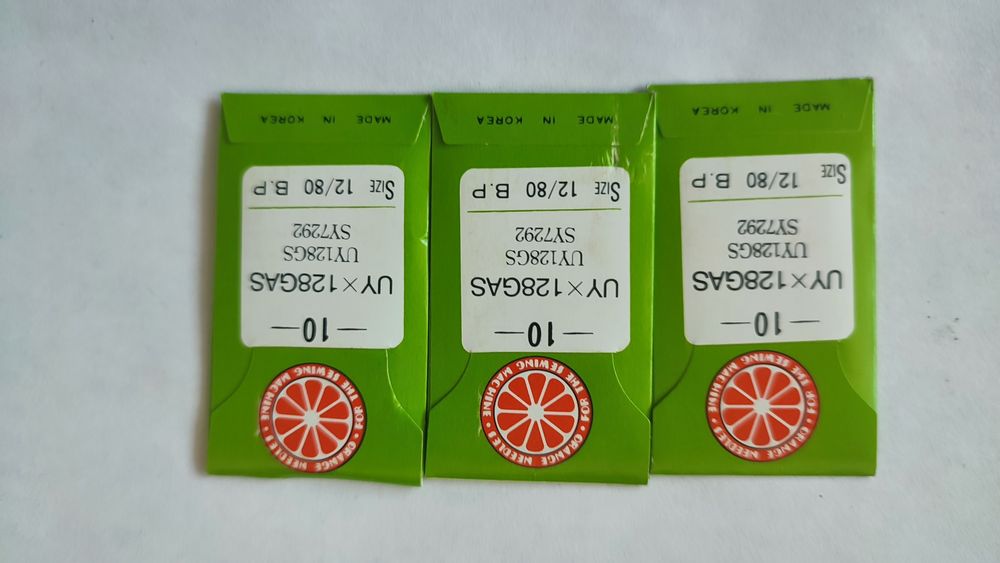 — 10 —
UY×128GAS
UY128GS
SY7292
SIZE 12/80 B.P
MADE IN KOREA
FOR THE SEWING MACHINE • ORANGE NEEDLES •
— 10 —
UY×128GAS
UY128GS
SY7292
SIZE 12/80 B.P
MADE IN KOREA
FOR THE SEWING MACHINE • ORANGE NEEDLES •
— 10 —
UY×128GAS
UY128GS
SY7292
SIZE 12/80 B.P
MADE IN KOREA
FOR THE SEWING MACHINE • ORANGE NEEDLES •